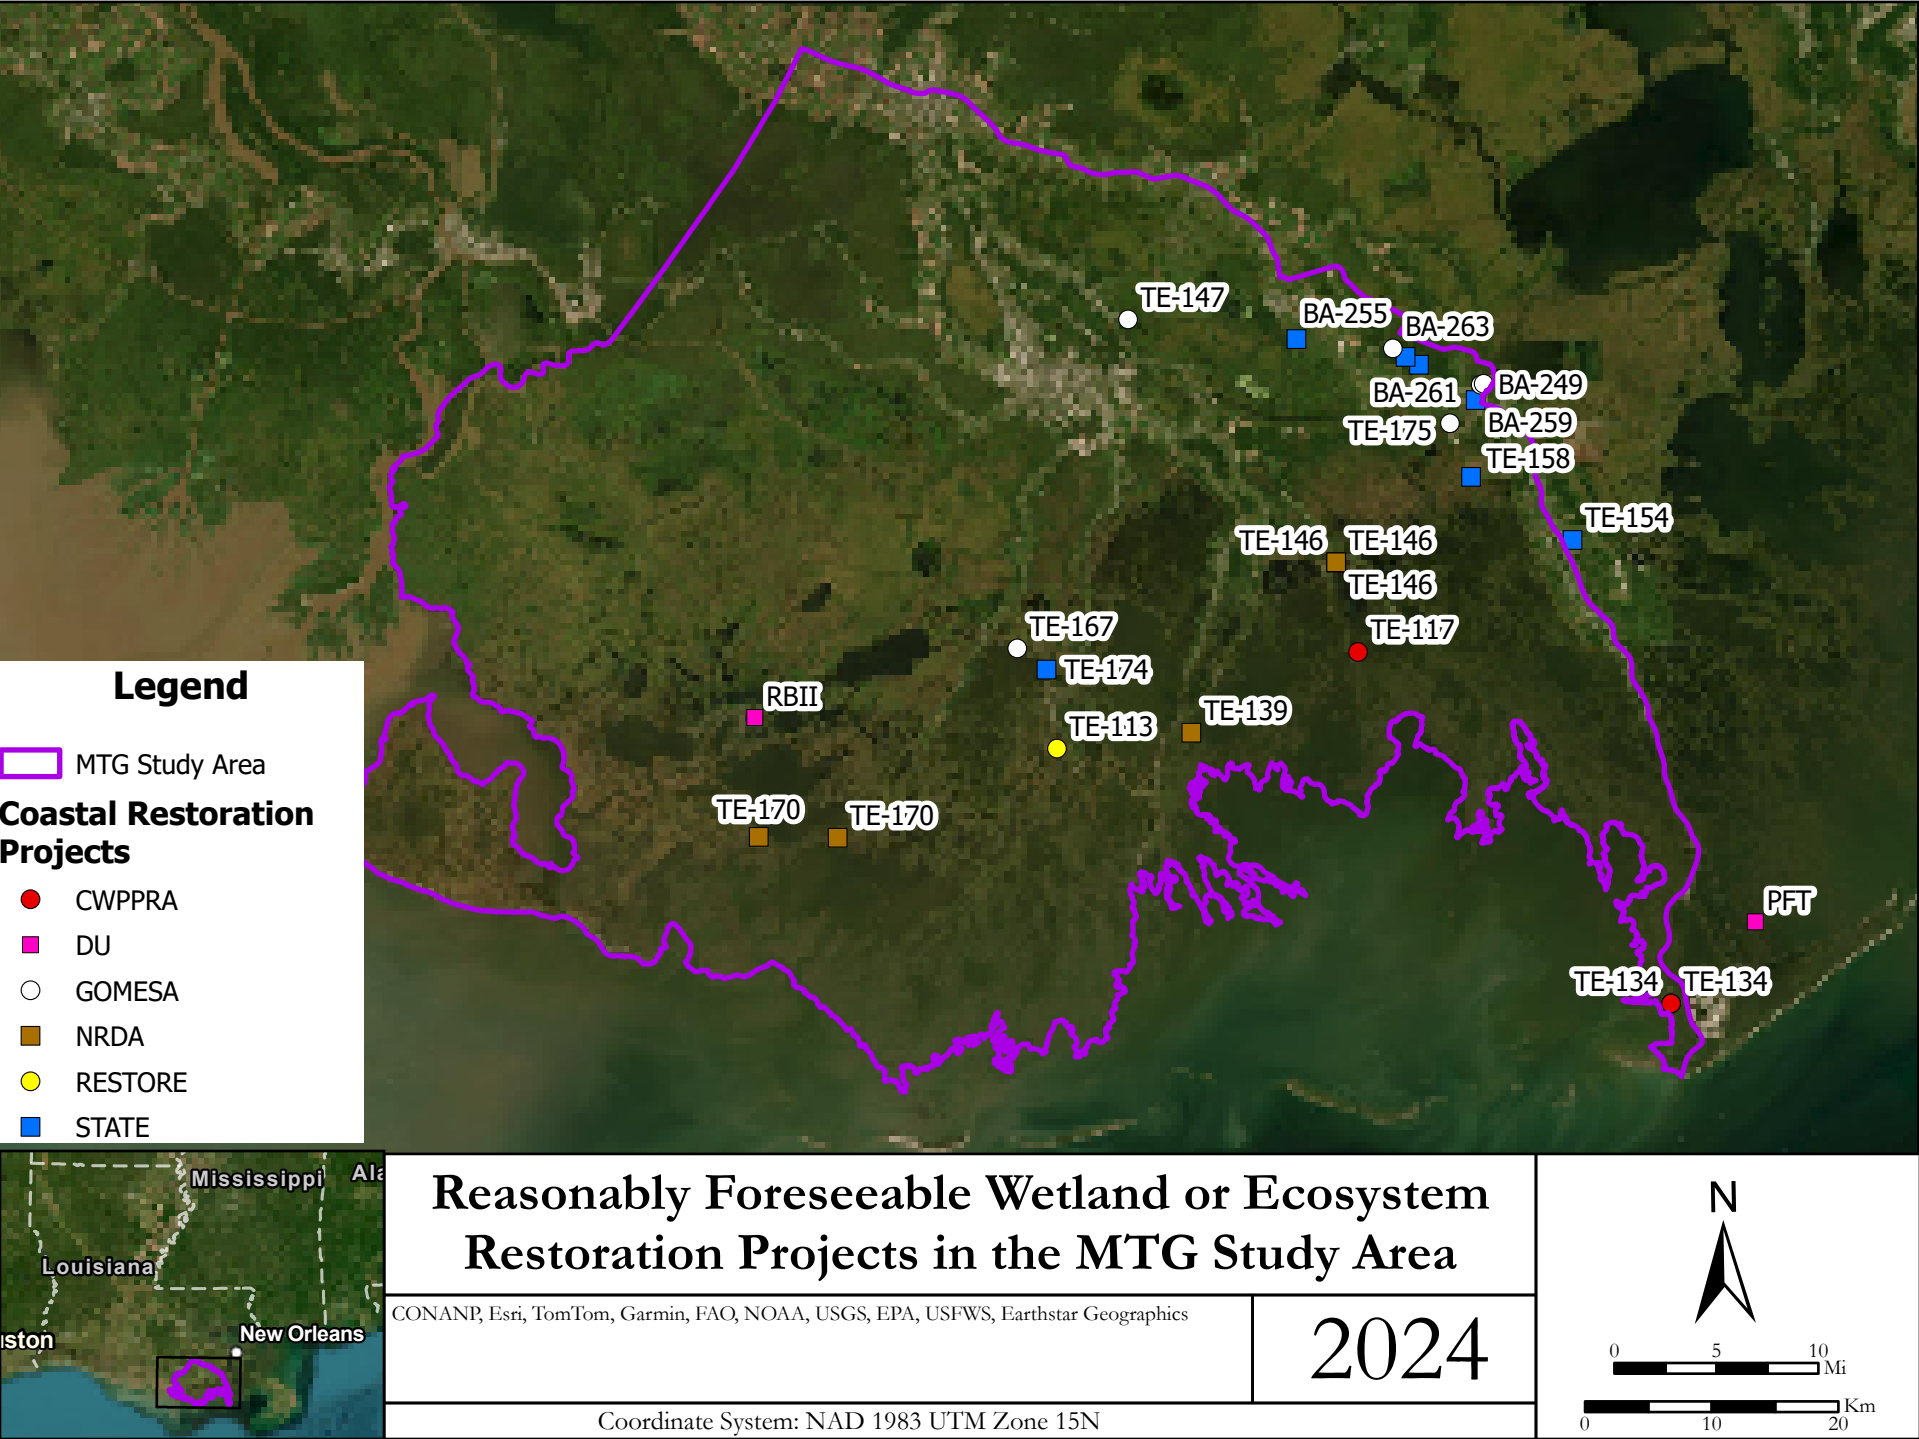 TE-147
BA-255
BA-263
BA-261
BA-249
TE-175
BA-259
TE-158
TE-154
TE-146
TE-146
TE-146
TE-167
TE-117
TE-174
RBII
TE-139
TE-113
TE-170
TE-170
PFT
TE-134
TE-134
Legend
MTG Study Area
Coastal Restoration
Projects
CWPPRA
DU
GOMESA
NRDA
RESTORE
STATE
Mississippi
Ala
Louisiana
New Orleans
uston
Reasonably Foreseeable Wetland or Ecosystem
Restoration Projects in the MTG Study Area
CONANP, Esri, TomTom, Garmin, FAO, NOAA, USGS, EPA, USFWS, Earthstar Geographics
2024
Coordinate System: NAD 1983 UTM Zone 15N
N
0 5 10
Mi
Km
0 10 20